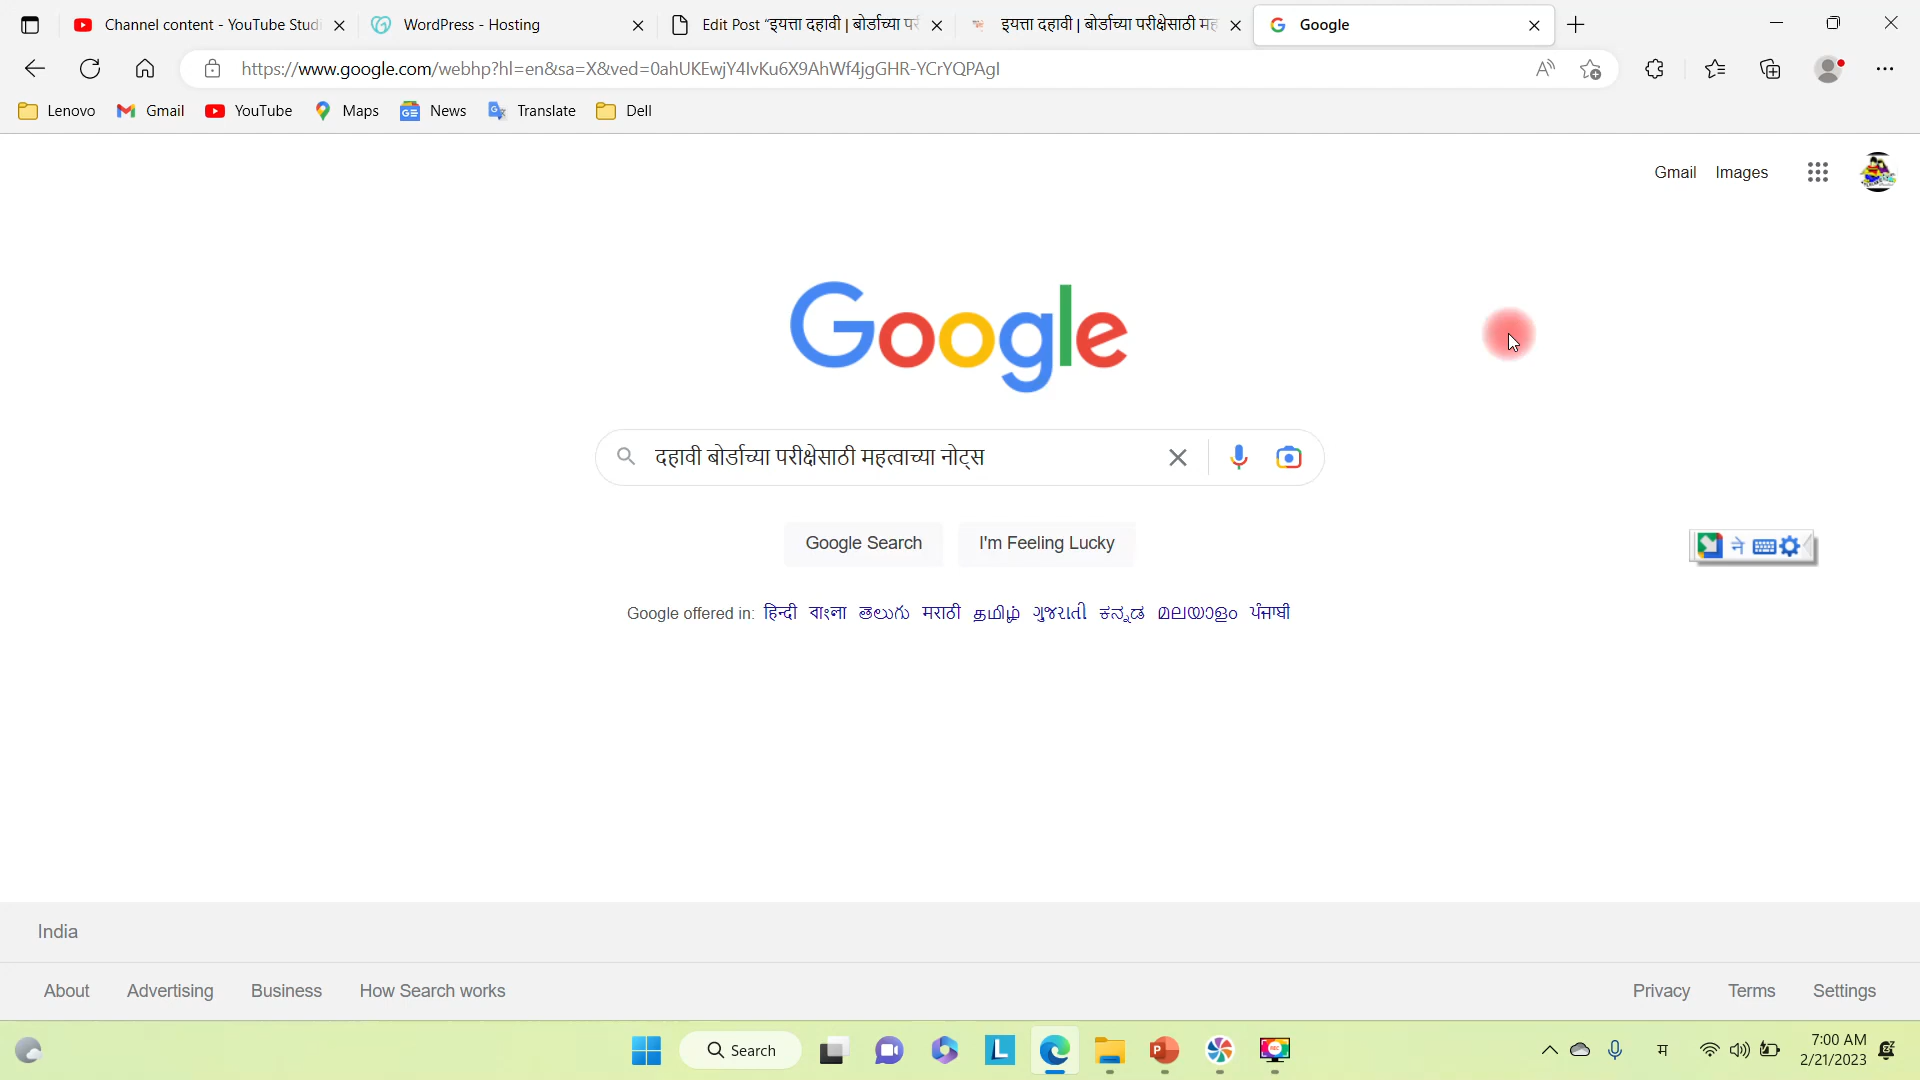 Channel content - YouTube Studi
WordPress - Hosting
Edit Post “इयत्ता दहावी | बोर्डाच्या परी
इयत्ता दहावी | बोर्डाच्या परीक्षेसाठी मह
Google
https://www.google.com/webhp?hl=en&sa=X&ved=0ahUKEwjY4IvKu6X9AhWf4jgGHR-YCrYQPAgI
Lenovo Gmail YouTube Maps News Translate Dell
Gmail Images
Google
दहावी बोर्डाच्या परीक्षेसाठी महत्वाच्या नोट्स
Google Search I'm Feeling Lucky
ने
Google offered in: हिन्दी বাংলা తెలుగు मराठी தமிழ் ગુજરાતી ಕನ್ನಡ മലയാളം ਪੰਜਾਬੀ
India
About Advertising Business How Search works Privacy Terms Settings
Search
म
7:00 AM
2/21/2023